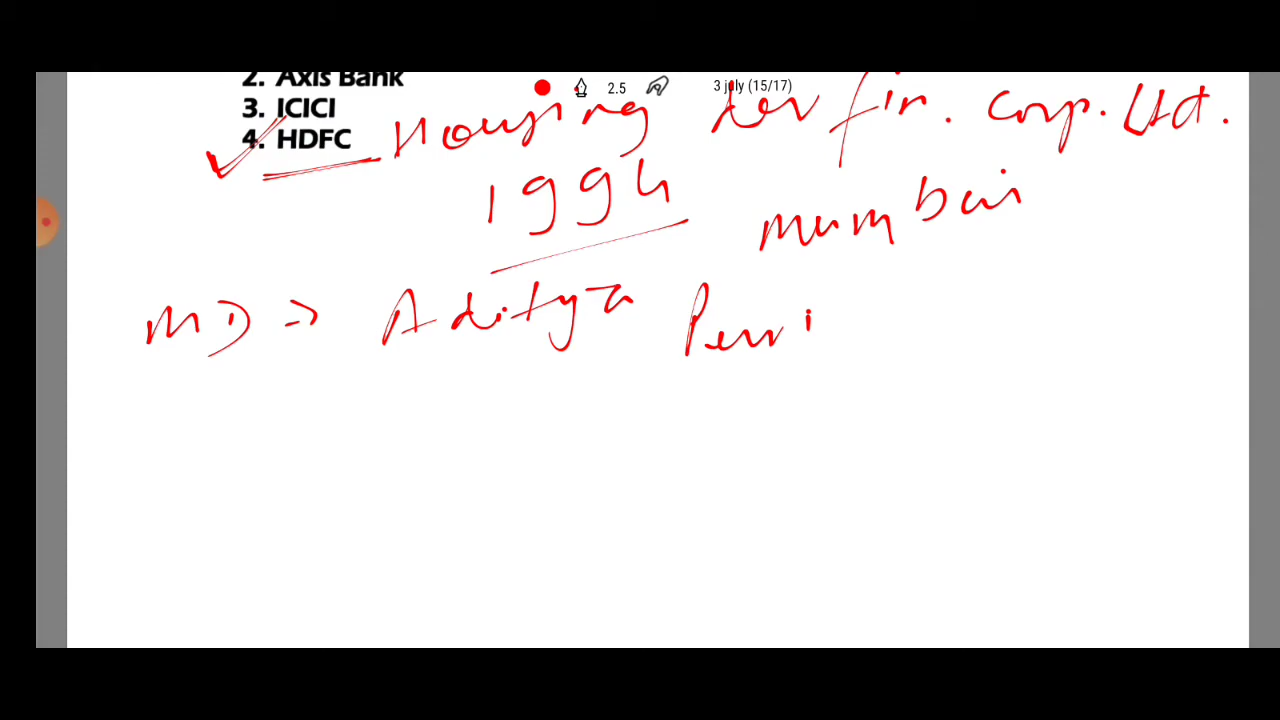 2. Axis Bank
2.5
3 july (15/17)
3. ICICI
4. HDFC
Housing dev fin. Corp. Ltd.
1994
mumbai
MD => Aditya Puri